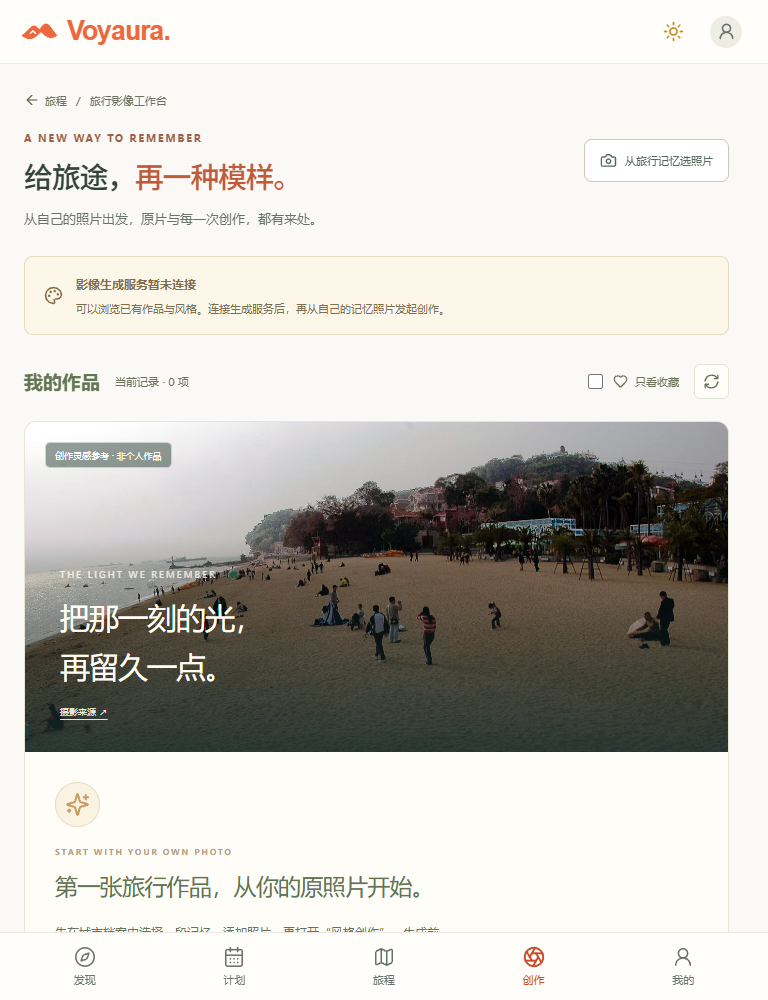 Voyaura.
旅程 / 旅行影像工作台
A NEW WAY TO REMEMBER
给旅途，再一种模样。
从旅行记忆选照片
从自己的照片出发，原片与每一次创作，都有来处。
影像生成服务暂未连接
可以浏览已有作品与风格。连接生成服务后，再从自己的记忆照片发起创作。
我的作品 当前记录 · 0 项
只看收藏
创作灵感参考 · 非个人作品
THE LIGHT WE REMEMBER
把那一刻的光，
再留久一点。
摄影来源 ↗
START WITH YOUR OWN PHOTO
第一张旅行作品，从你的原照片开始。
发现
计划
旅程
创作
我的